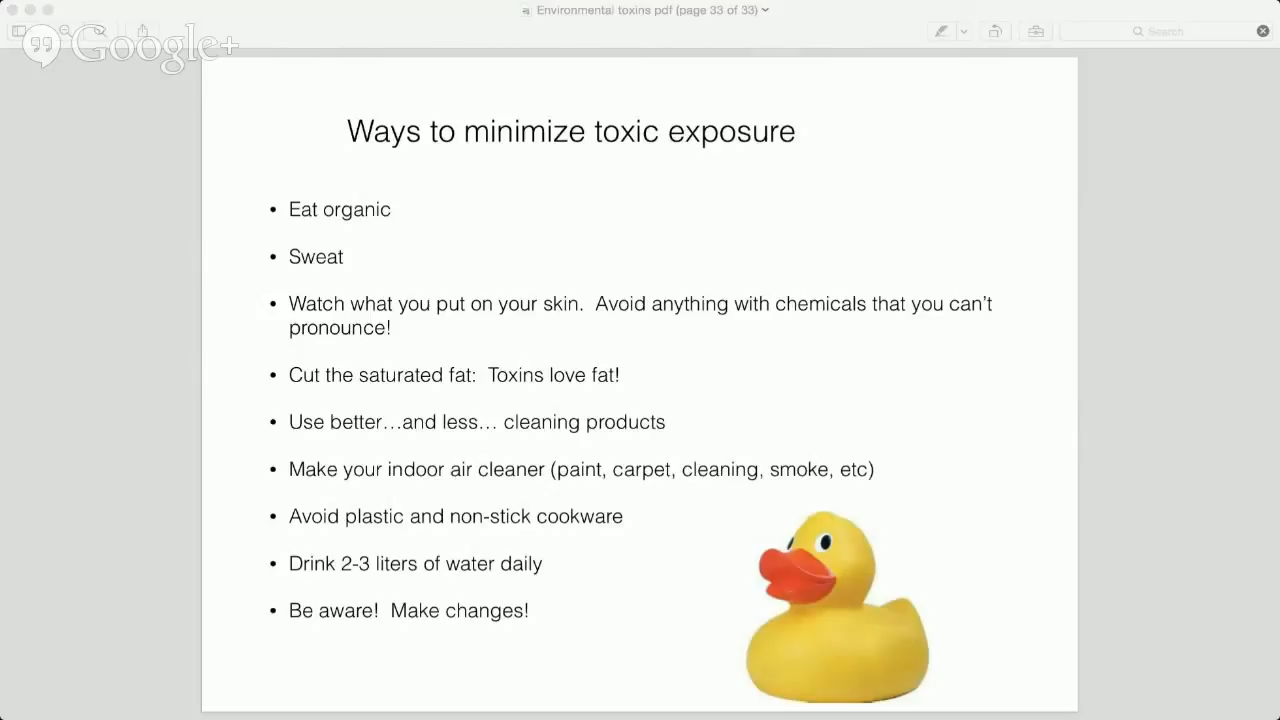 Environmental toxins pdf (page 33 of 33)
Google+
Search
Ways to minimize toxic exposure
• Eat organic
• Sweat
• Watch what you put on your skin.  Avoid anything with chemicals that you can't
pronounce!
• Cut the saturated fat:  Toxins love fat!
• Use better…and less… cleaning products
• Make your indoor air cleaner (paint, carpet, cleaning, smoke, etc)
• Avoid plastic and non-stick cookware
• Drink 2-3 liters of water daily
• Be aware!  Make changes!